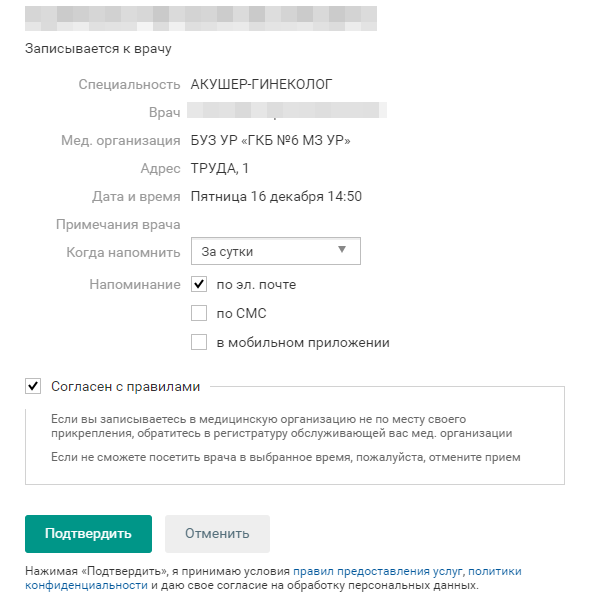 Записывается к врачу
Специальность АКУШЕР-ГИНЕКОЛОГ
Врач
Мед. организация БУЗ УР «ГКБ №6 МЗ УР»
Адрес ТРУДА, 1
Дата и время Пятница 16 декабря 14:50
Примечания врача
Когда напомнить За сутки
Напоминание по эл. почте
по СМС
в мобильном приложении
Согласен с правилами
Если вы записываетесь в медицинскую организацию не по месту своего
прикрепления, обратитесь в регистратуру обслуживающей вас мед. организации
Если не сможете посетить врача в выбранное время, пожалуйста, отмените прием
Подтвердить Отменить
Нажимая «Подтвердить», я принимаю условия правил предоставления услуг, политики
конфиденциальности и даю свое согласие на обработку персональных данных.